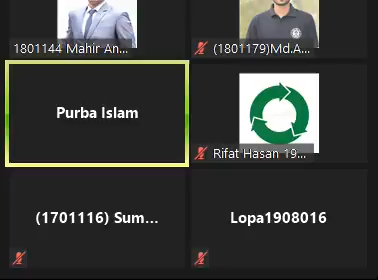 1801144 Mahir An...
(1801179)Md.A...
Purba Islam
Rifat Hasan 19...
(1701116) Sum...
Lopa1908016